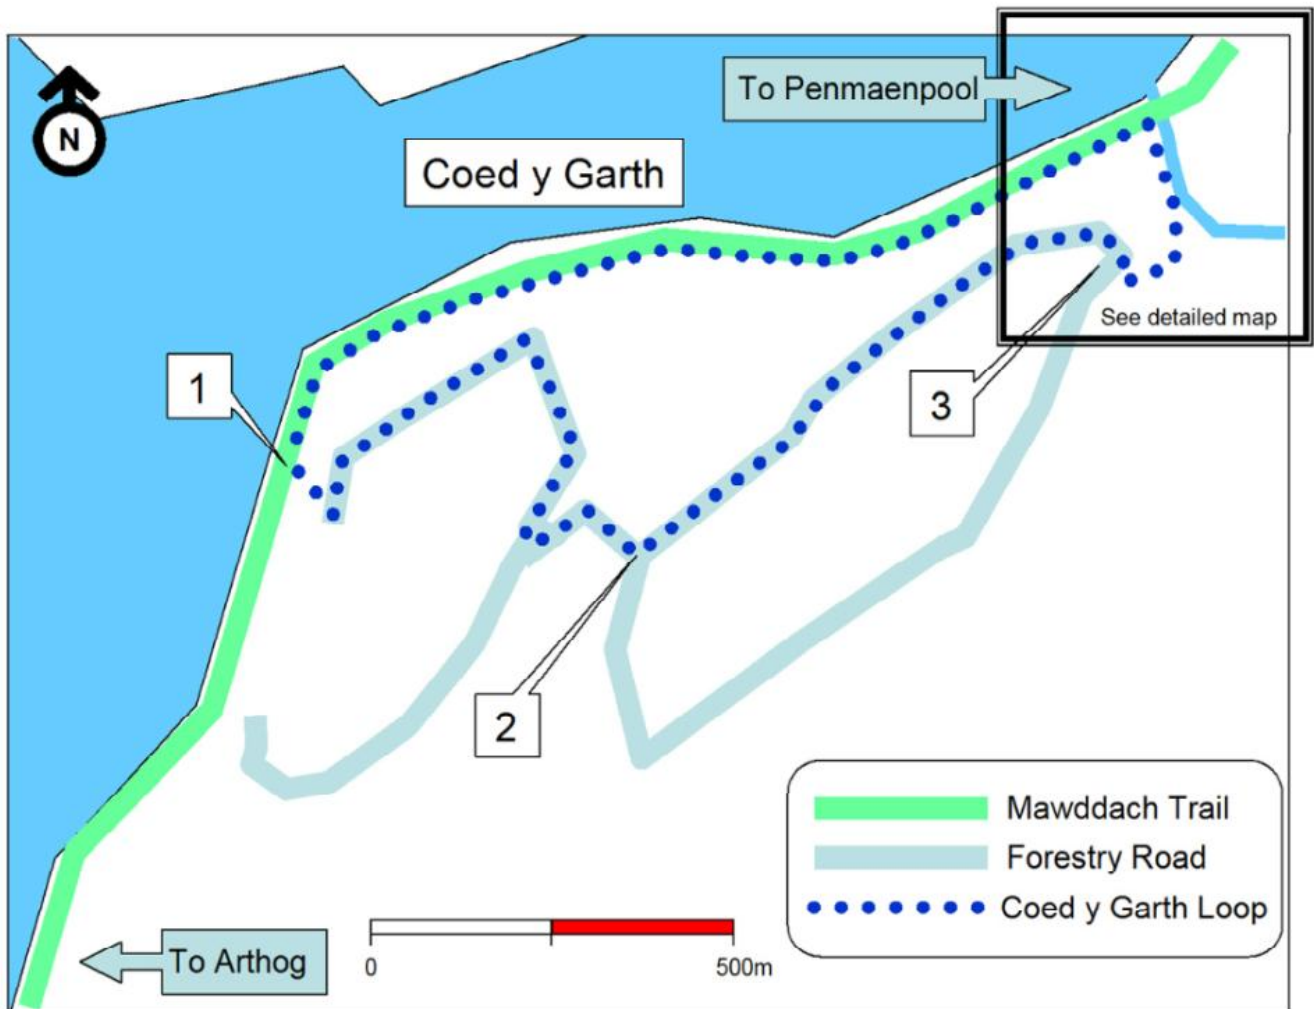 To Penmaenpool
N
Coed y Garth
See detailed map
1
3
2
Mawddach Trail
Forestry Road
Coed y Garth Loop
To Arthog
0
500m